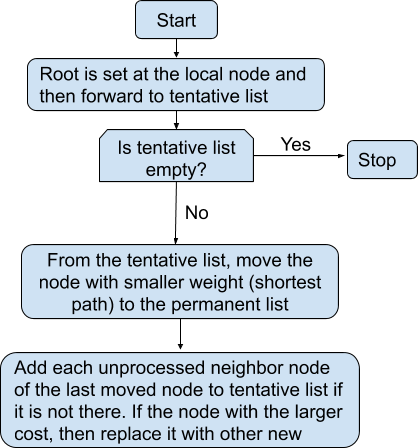 Start
Root is set at the local node and
then forward to tentative list
Is tentative list
empty?
Yes
Stop
No
From the tentative list, move the
node with smaller weight (shortest
path) to the permanent list
Add each unprocessed neighbor node
of the last moved node to tentative list if
it is not there. If the node with the larger
cost, then replace it with other new